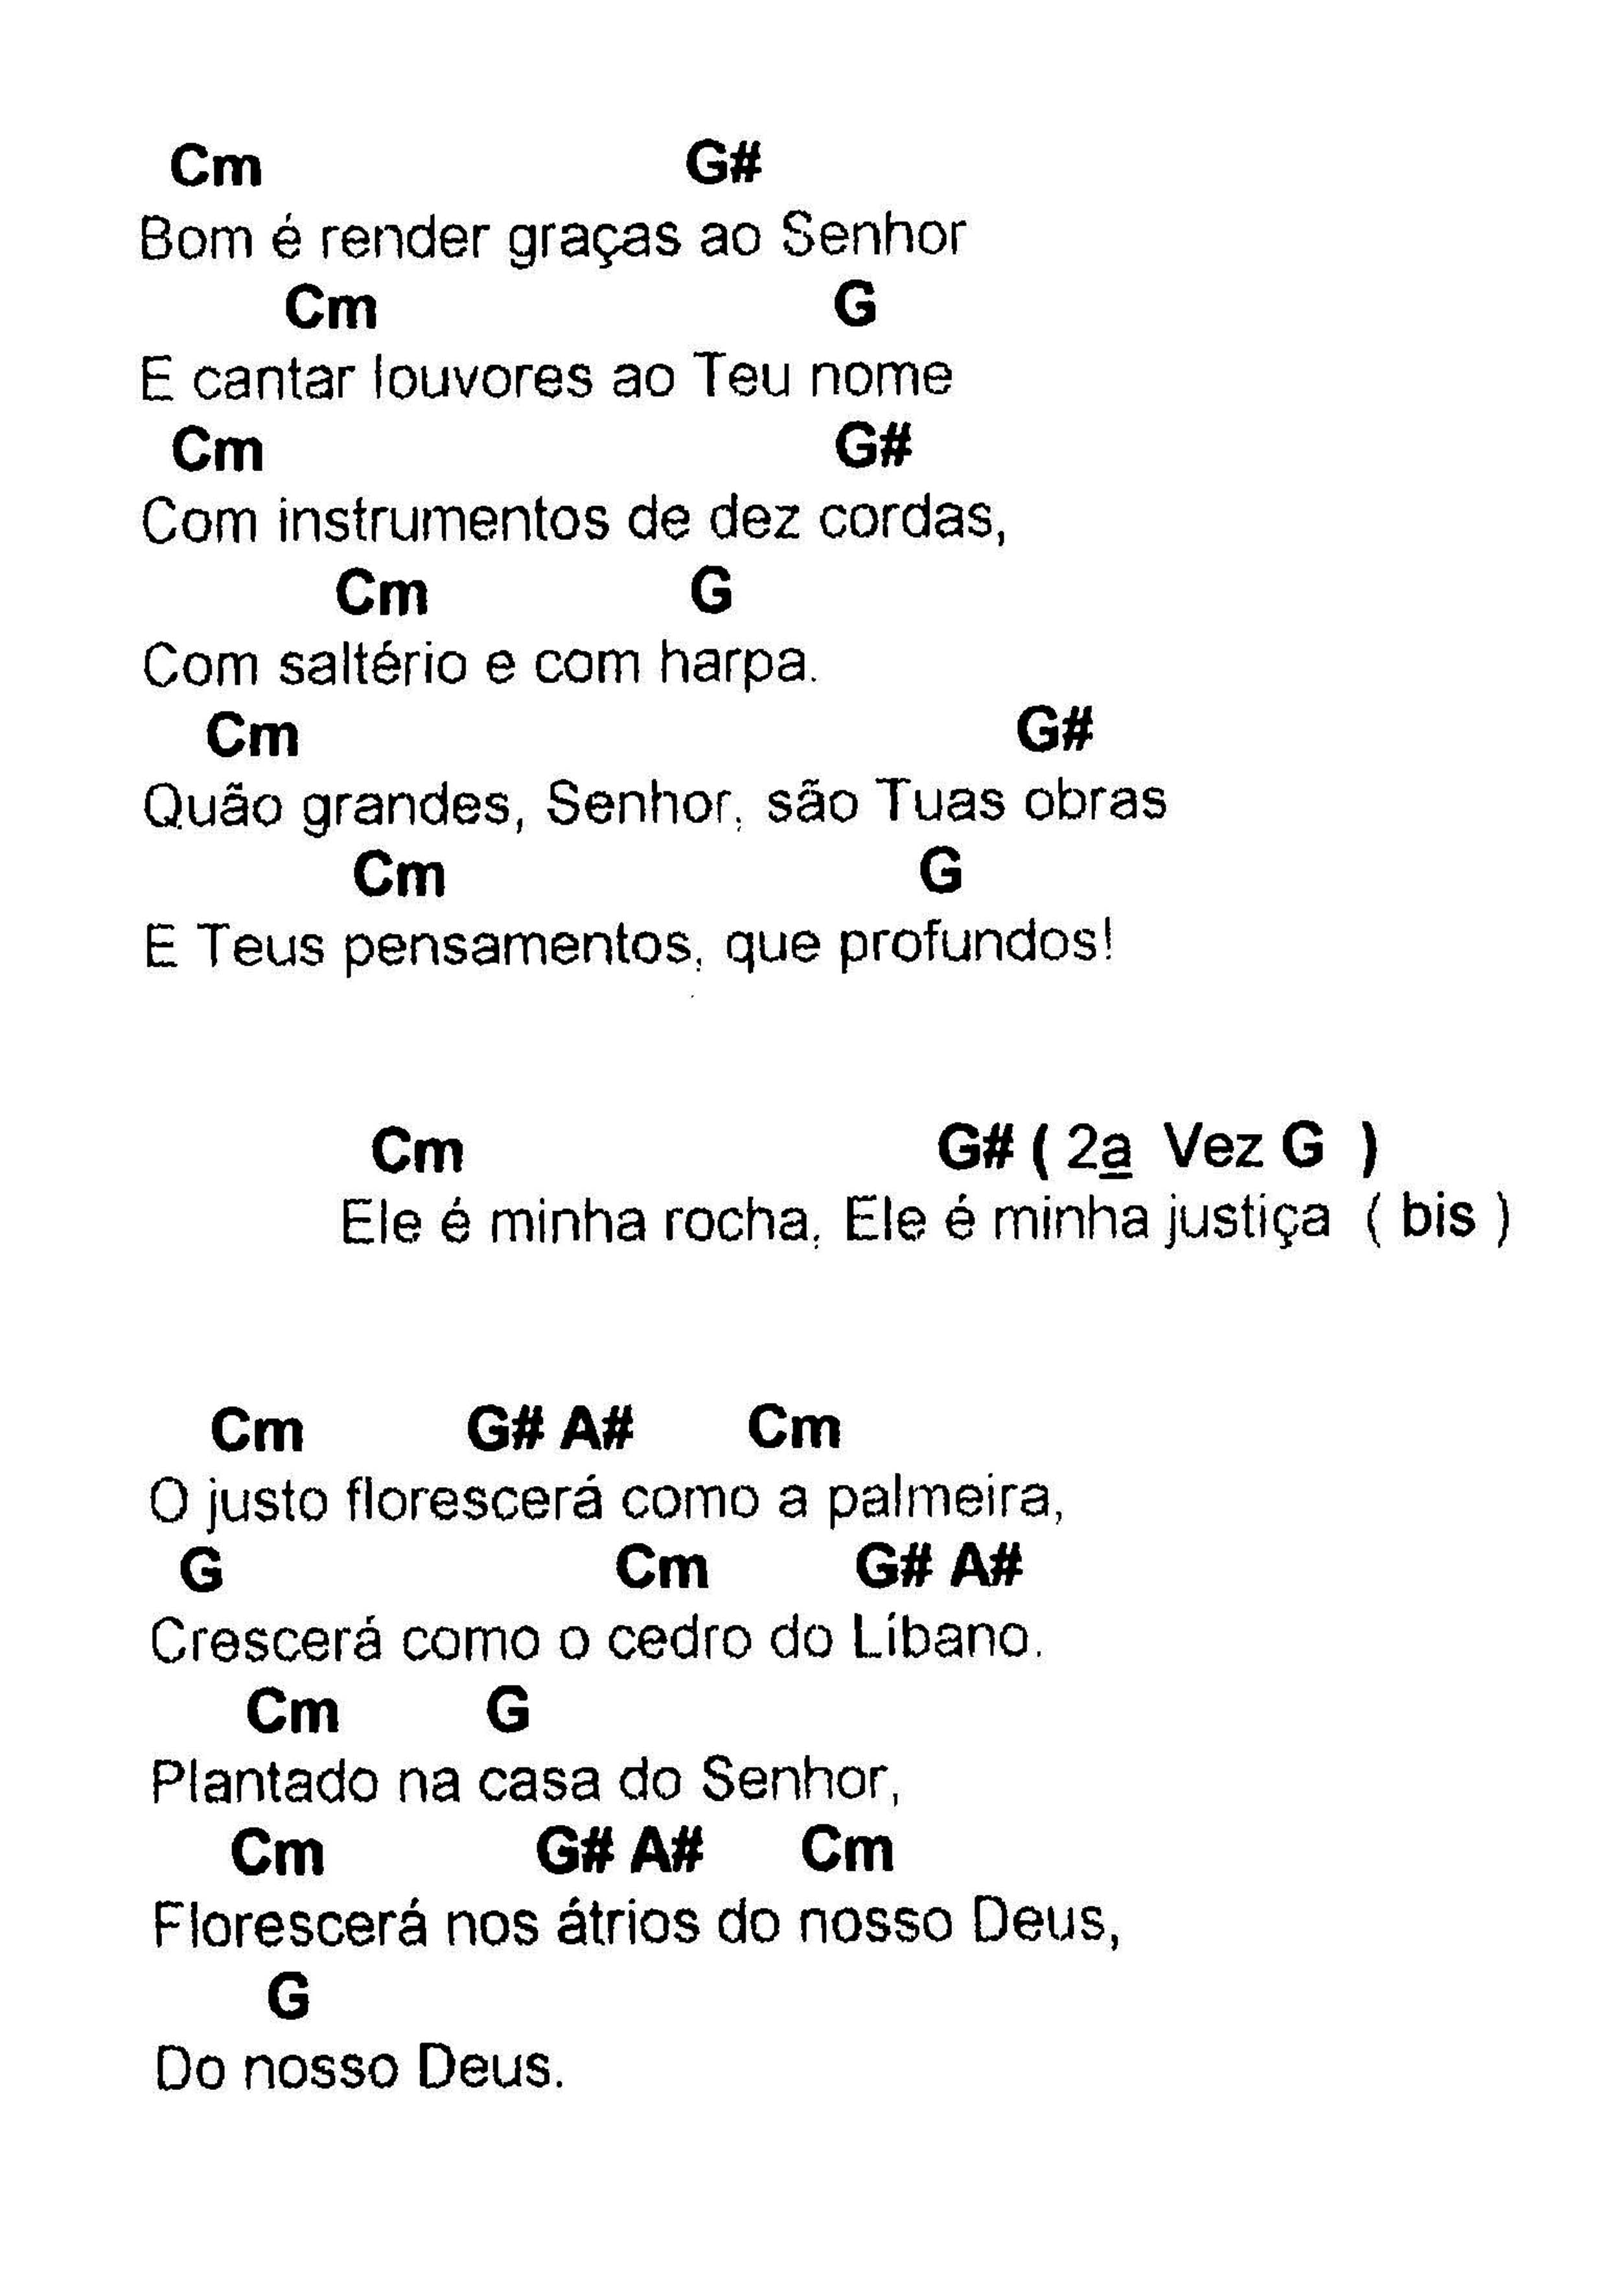 Cm G#
Bom é render graças ao Senhor
Cm G
E cantar louvores ao Teu nome
Cm G#
Com instrumentos de dez cordas,
Cm G
Com saltério e com harpa.
Cm G#
Quão grandes, Senhor, são Tuas obras
Cm G
E Teus pensamentos, que profundos!
Cm G# ( 2a Vez G )
Ele é minha rocha, Ele é minha justiça ( bis )
Cm G# A# Cm
O justo florescerá como a palmeira,
G Cm G# A#
Crescerá como o cedro do Líbano.
Cm G
Plantado na casa do Senhor,
Cm G# A# Cm
Florescerá nos átrios do nosso Deus,
G
Do nosso Deus.